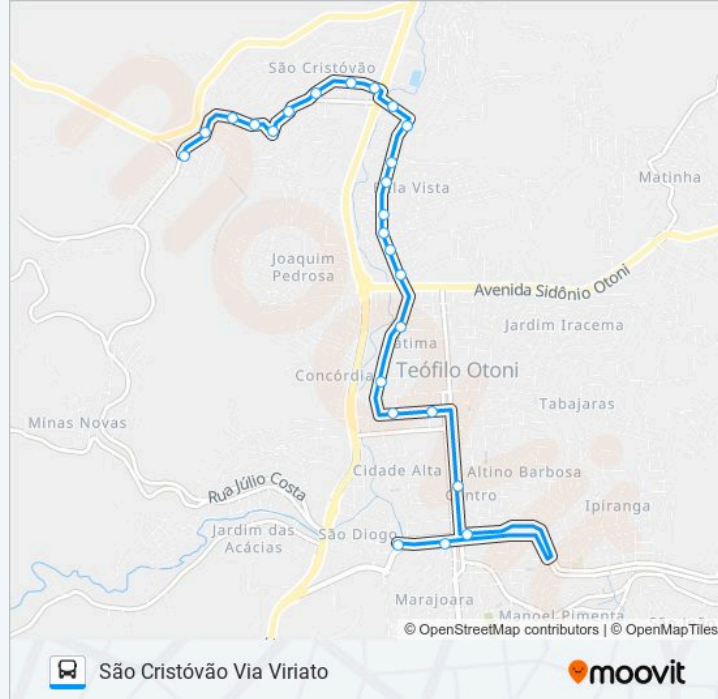 São Cristóvão
Matinha
Bela Vista
Joaquim
Pedrosa
Avenida Sidônio Otoni
Jardim Iracema
Fátima
Concórdia
Teófilo Otoni
Tabajaras
Minas Novas
Cidade Alta
Altino Barbosa
Rua Júlio Costa
Centro
Ipiranga
São Diogo
Jardim das
Acácias
Marajoara
Manoel Pimenta
© OpenStreetMap contributors | © OpenMapTiles
São Cristóvão Via Viriato
moovit